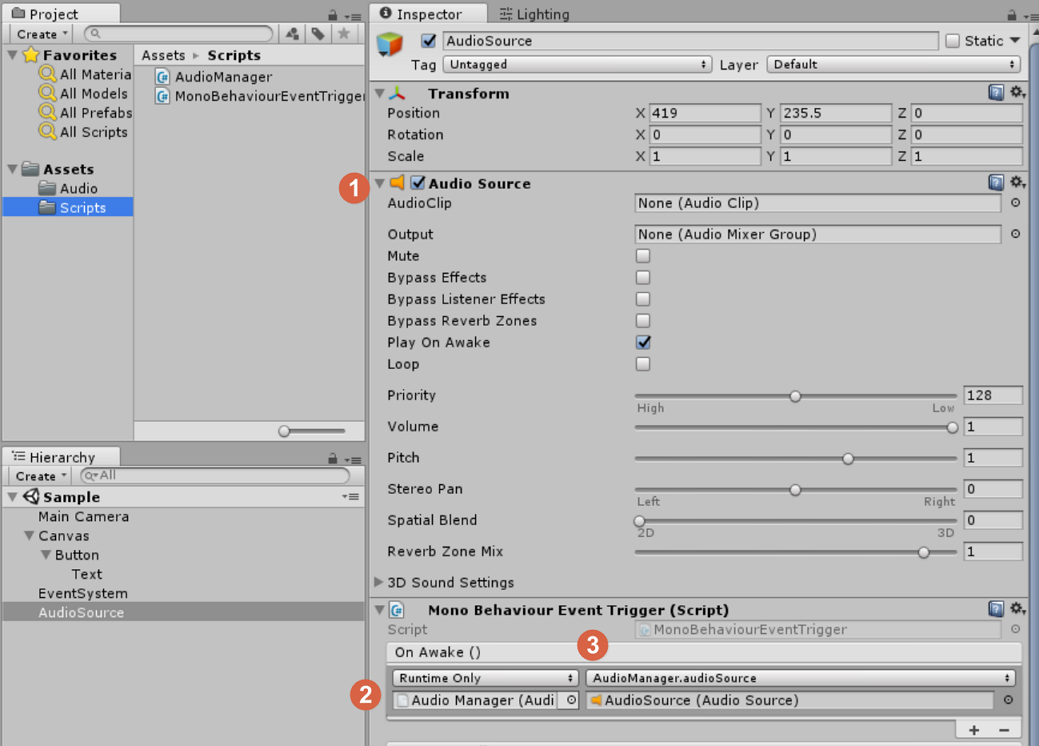 Project
Create
Favorites
All Materia
All Models
All Prefabs
All Scripts
Assets
Audio
Scripts
Assets ▸ Scripts
AudioManager
MonoBehaviourEventTrigger
Hierarchy
Create
All
Sample
Main Camera
Canvas
Button
Text
EventSystem
AudioSource
Inspector Lighting
AudioSource Static
Tag Untagged Layer Default
Transform
Position X 419 Y 235.5 Z 0
Rotation X 0 Y 0 Z 0
Scale X 1 Y 1 Z 1
1 Audio Source
AudioClip None (Audio Clip)
Output None (Audio Mixer Group)
Mute
Bypass Effects
Bypass Listener Effects
Bypass Reverb Zones
Play On Awake
Loop
Priority 128
High Low
Volume 1
Pitch 1
Stereo Pan 0
Left Right
Spatial Blend 0
2D 3D
Reverb Zone Mix 1
3D Sound Settings
Mono Behaviour Event Trigger (Script)
Script MonoBehaviourEventTrigger
3
On Awake ()
Runtime Only AudioManager.audioSource
2 Audio Manager (Audi AudioSource (Audio Source)
+ −